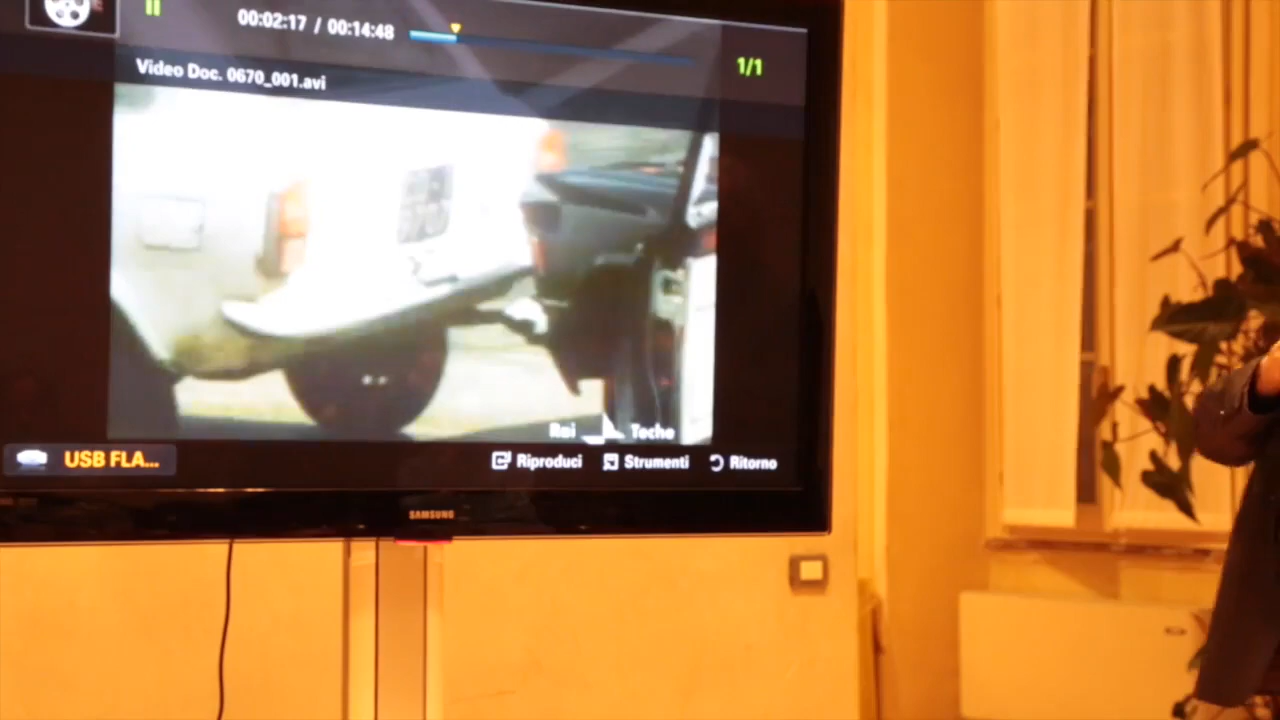 00:02:17 / 00:14:48
1/1
Video Doc. 0670_001.avi
Rai Teche
USB FLA...
Riproduci Strumenti Ritorno
SAMSUNG